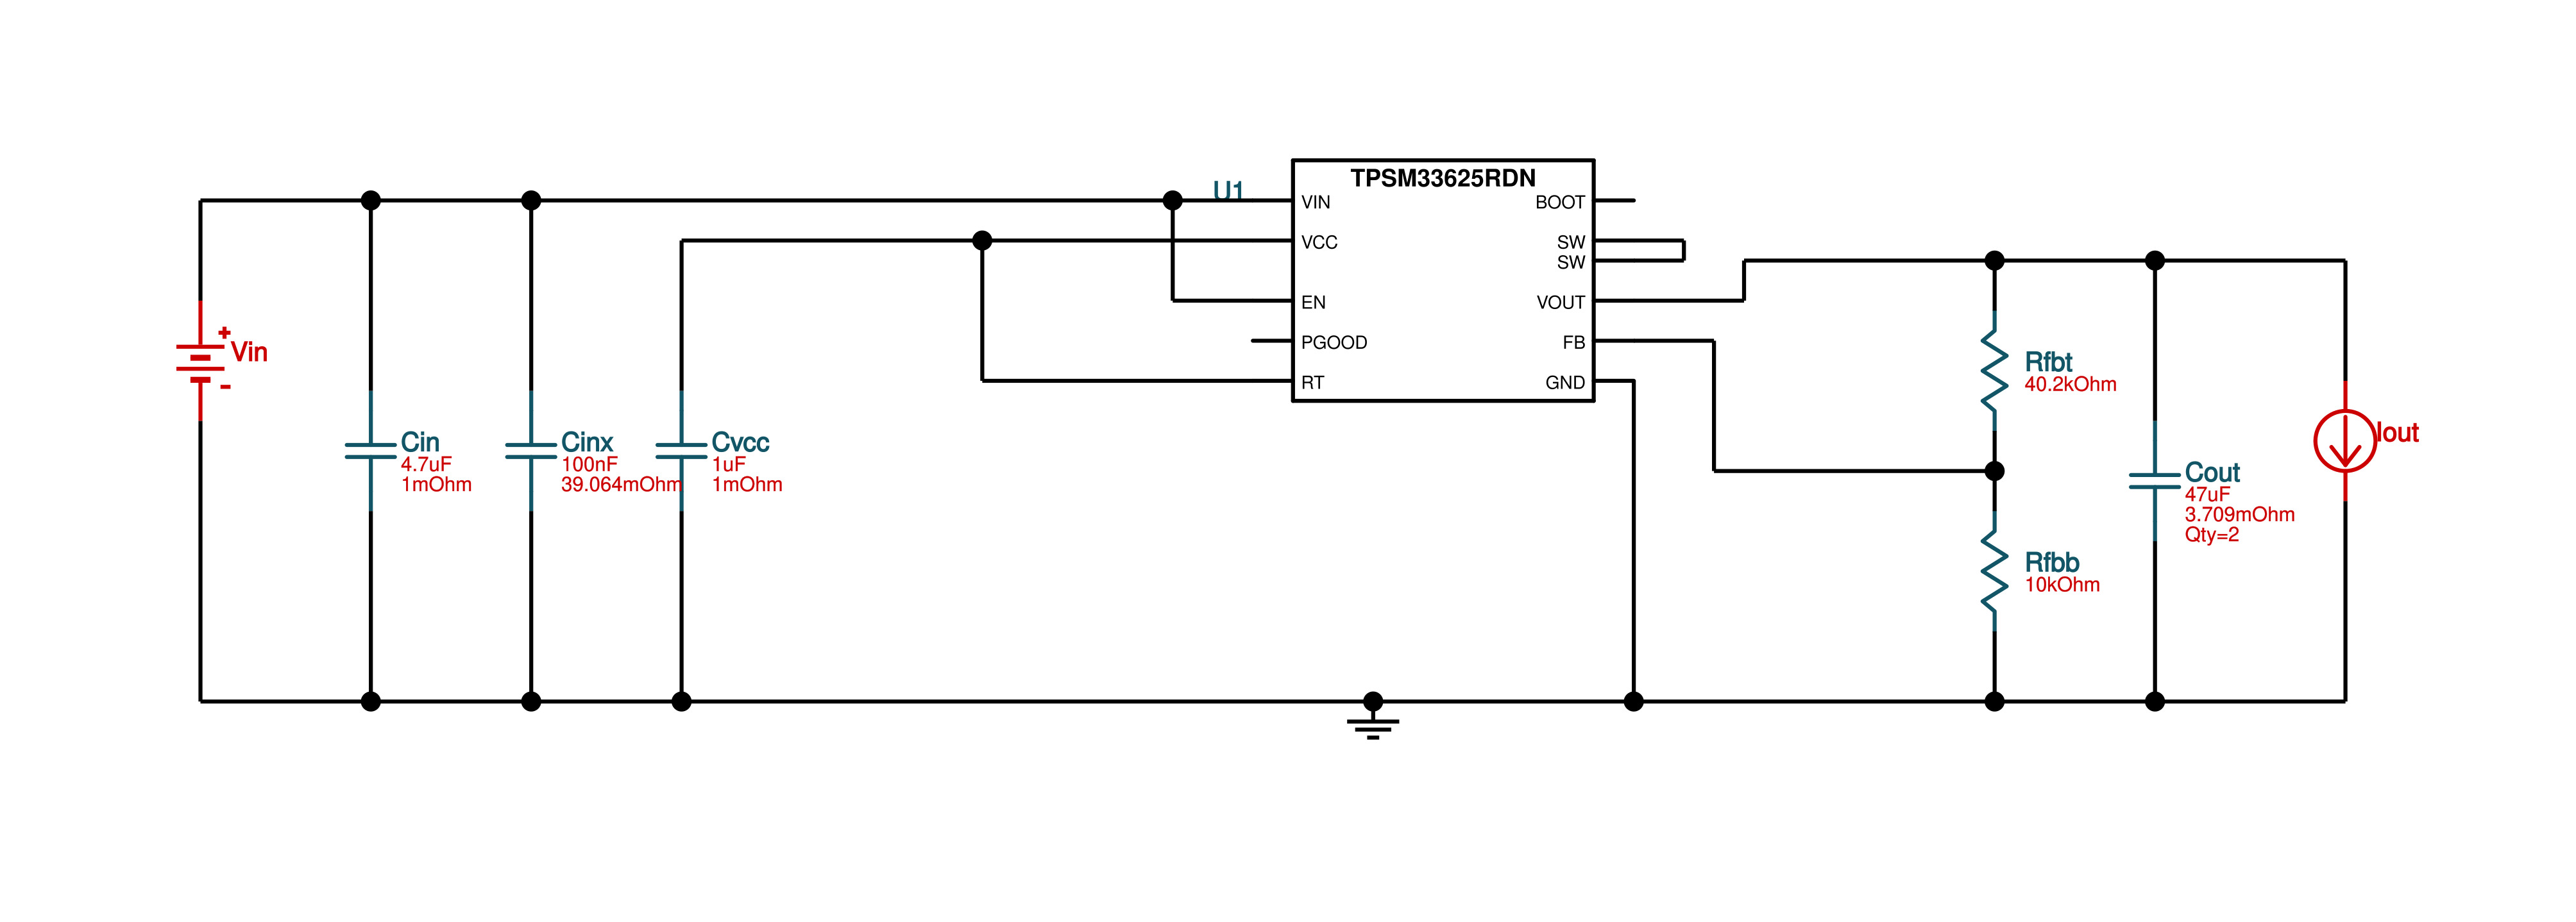 TPSM33625RDN
U1
VIN
BOOT
VCC
SW
SW
EN
VOUT
PGOOD
FB
RT
GND
+
Vin
-
Cin
4.7uF
1mOhm
Cinx
100nF
39.064mOhm
Cvcc
1uF
1mOhm
Rfbt
40.2kOhm
Rfbb
10kOhm
Cout
47uF
3.709mOhm
Qty=2
Iout